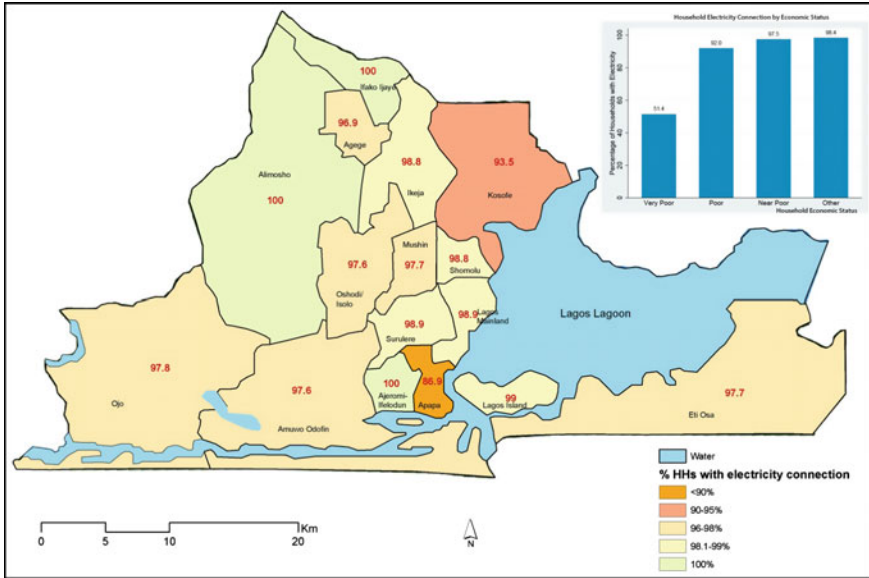 Household Electricity Connection by Economic Status
Percentage of Households with Electricity
100
80
60
40
20
0
51.4
92.0
97.5
98.4
Very Poor
Poor
Near Poor
Other
Household Economic Status
100
Ifako Ijaye
Agege
98.8
Ikeja
93.5
Kosofe
Alimosho
100
Mushin
97.7
97.6
Oshodi/
Isolo
98.8
Shomolu
98.9
Lagos
Mainland
Lagos Lagoon
98.9
Surulere
97.8
Ojo
97.6
Amuwo Odofin
100
Ajeromi-
Ifelodun
86.9
Apapa
99
Lagos Island
97.7
Eti Osa
Water
% HHs with electricity connection
<90%
90-95%
96-98%
98.1-99%
100%
Km
0
5
10
20
N